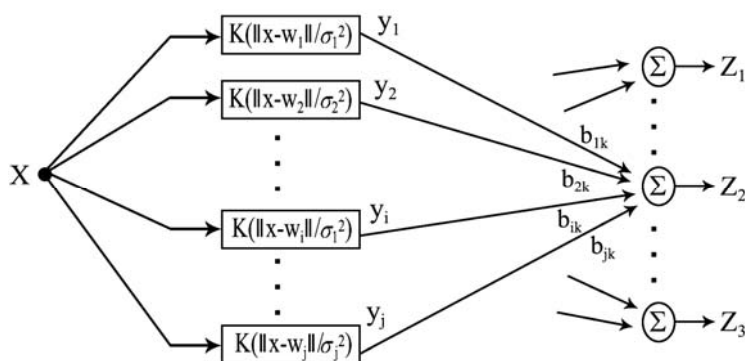 K(‖x-w₁‖/σ₁²) y₁
K(‖x-w₂‖/σ₂²) y₂
Σ Z₁
b₁ₖ
X
b₂ₖ
Σ Z₂
K(‖x-wᵢ‖/σ₁²) yᵢ
bᵢₖ
bⱼₖ
K(‖x-wⱼ‖/σⱼ²) yⱼ
Σ Z₃